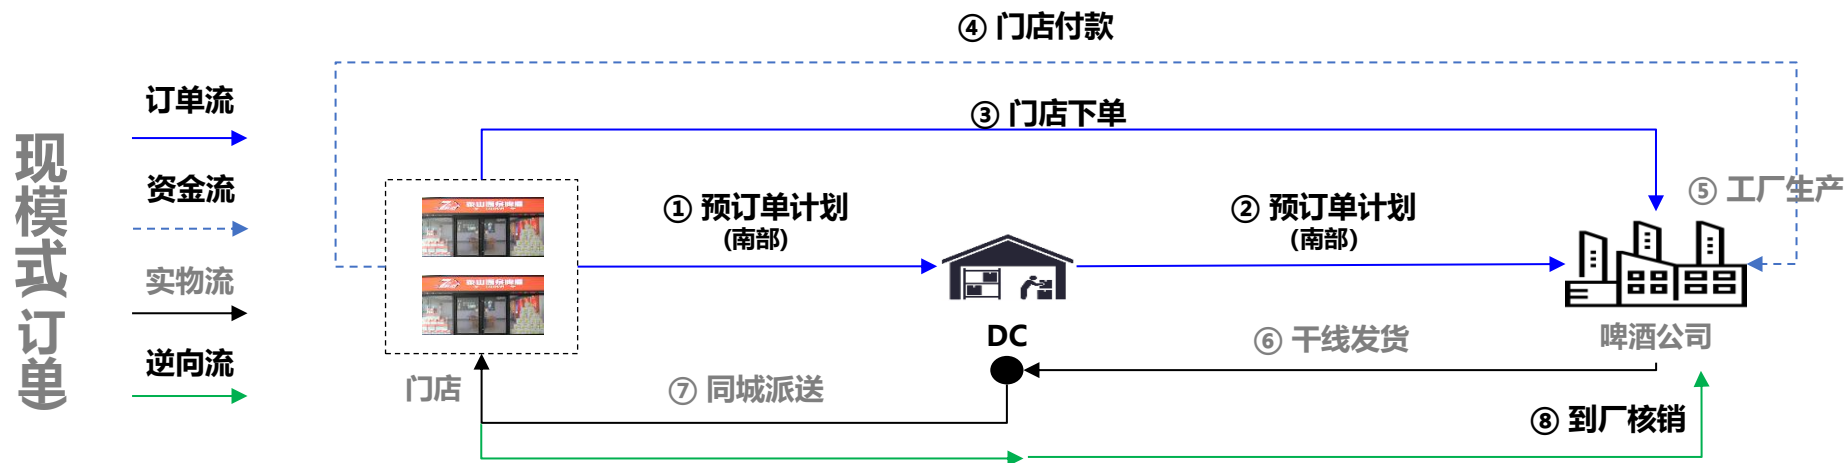 ④ 门店付款
订单流
③ 门店下单
现模式(订单)
资金流
⑤ 工厂生产
① 预订单计划
(南部)
② 预订单计划
(南部)
实物流
DC
啤酒公司
⑥ 干线发货
逆向流
门店
⑦ 同城派送
⑧ 到厂核销